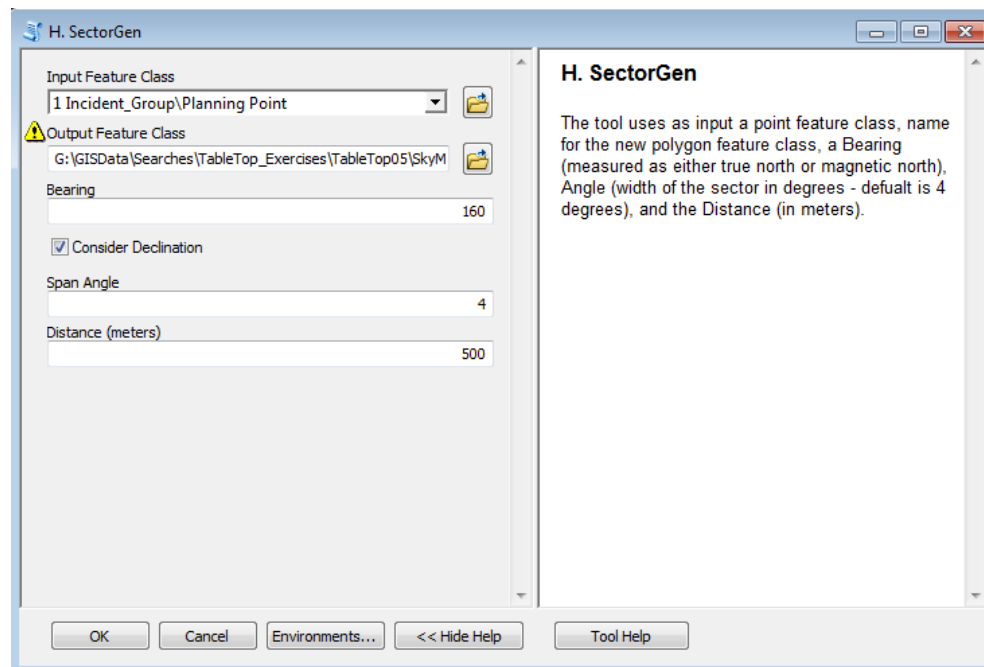 H. SectorGen
Input Feature Class
1 Incident_Group\Planning Point
Output Feature Class
G:\GISData\Searches\TableTop_Exercises\TableTop05\SkyM
Bearing
160
Consider Declination
Span Angle
4
Distance (meters)
500
OK
Cancel
Environments...
<< Hide Help
H. SectorGen
The tool uses as input a point feature class, name
for the new polygon feature class, a Bearing
(measured as either true north or magnetic north),
Angle (width of the sector in degrees - defualt is 4
degrees), and the Distance (in meters).
Tool Help